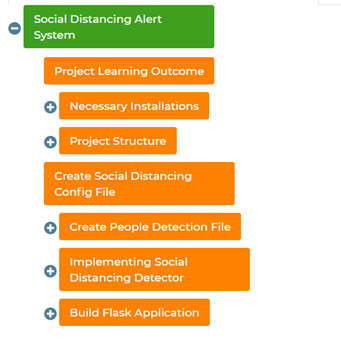 Social Distancing Alert
System
Project Learning Outcome
Necessary Installations
Project Structure
Create Social Distancing
Config File
Create People Detection File
Implementing Social
Distancing Detector
Build Flask Application